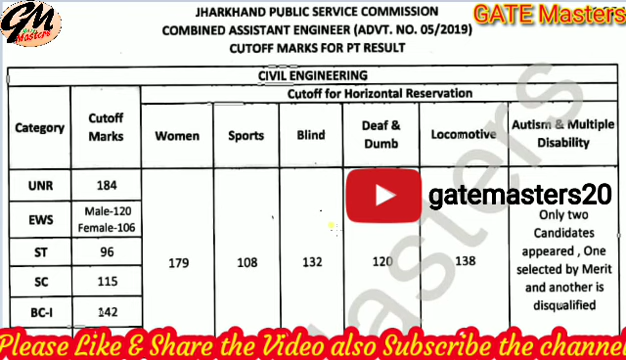 GM
Masters
JHARKHAND PUBLIC SERVICE COMMISSION
GATE Masters
COMBINED ASSISTANT ENGINEER (ADVT. NO. 05/2019)
CUTOFF MARKS FOR PT RESULT
CIVIL ENGINEERING
Category
Cutoff Marks
Cutoff for Horizontal Reservation
Women
Sports
Blind
Deaf & Dumb
Locomotive
Autism & Multiple Disability
UNR 184
EWS Male-120
Female-106
ST 96
SC 115
BC-I 142
179 108 132 120 138
Only two
Candidates
appeared , One
selected by Merit
and another is
disqualified
gatemasters20
Please Like & Share the Video also Subscribe the channel